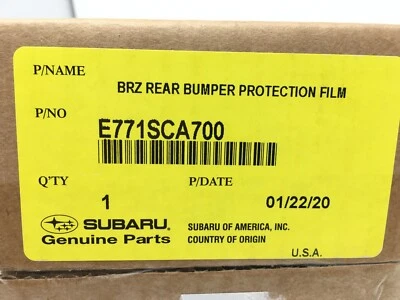 P/NAME
BRZ REAR BUMPER PROTECTION FILM
P/NO
E771SCA700
Q'TY P/DATE
1 01/22/20
SUBARU SUBARU OF AMERICA, INC.
Genuine Parts COUNTRY OF ORIGIN
U.S.A.